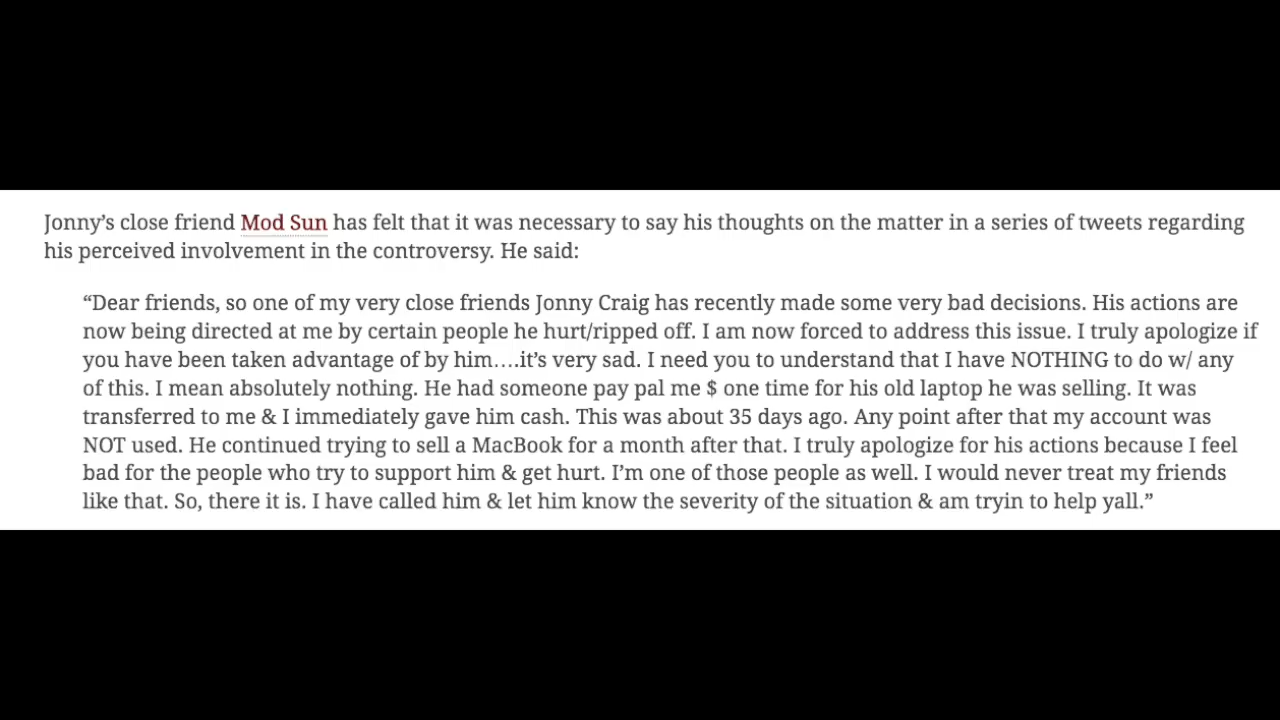 Jonny’s close friend Mod Sun has felt that it was necessary to say his thoughts on the matter in a series of tweets regarding
his perceived involvement in the controversy. He said:
“Dear friends, so one of my very close friends Jonny Craig has recently made some very bad decisions. His actions are
now being directed at me by certain people he hurt/ripped off. I am now forced to address this issue. I truly apologize if
you have been taken advantage of by him….it’s very sad. I need you to understand that I have NOTHING to do w/ any
of this. I mean absolutely nothing. He had someone pay pal me $ one time for his old laptop he was selling. It was
transferred to me & I immediately gave him cash. This was about 35 days ago. Any point after that my account was
NOT used. He continued trying to sell a MacBook for a month after that. I truly apologize for his actions because I feel
bad for the people who try to support him & get hurt. I’m one of those people as well. I would never treat my friends
like that. So, there it is. I have called him & let him know the severity of the situation & am tryin to help yall.”